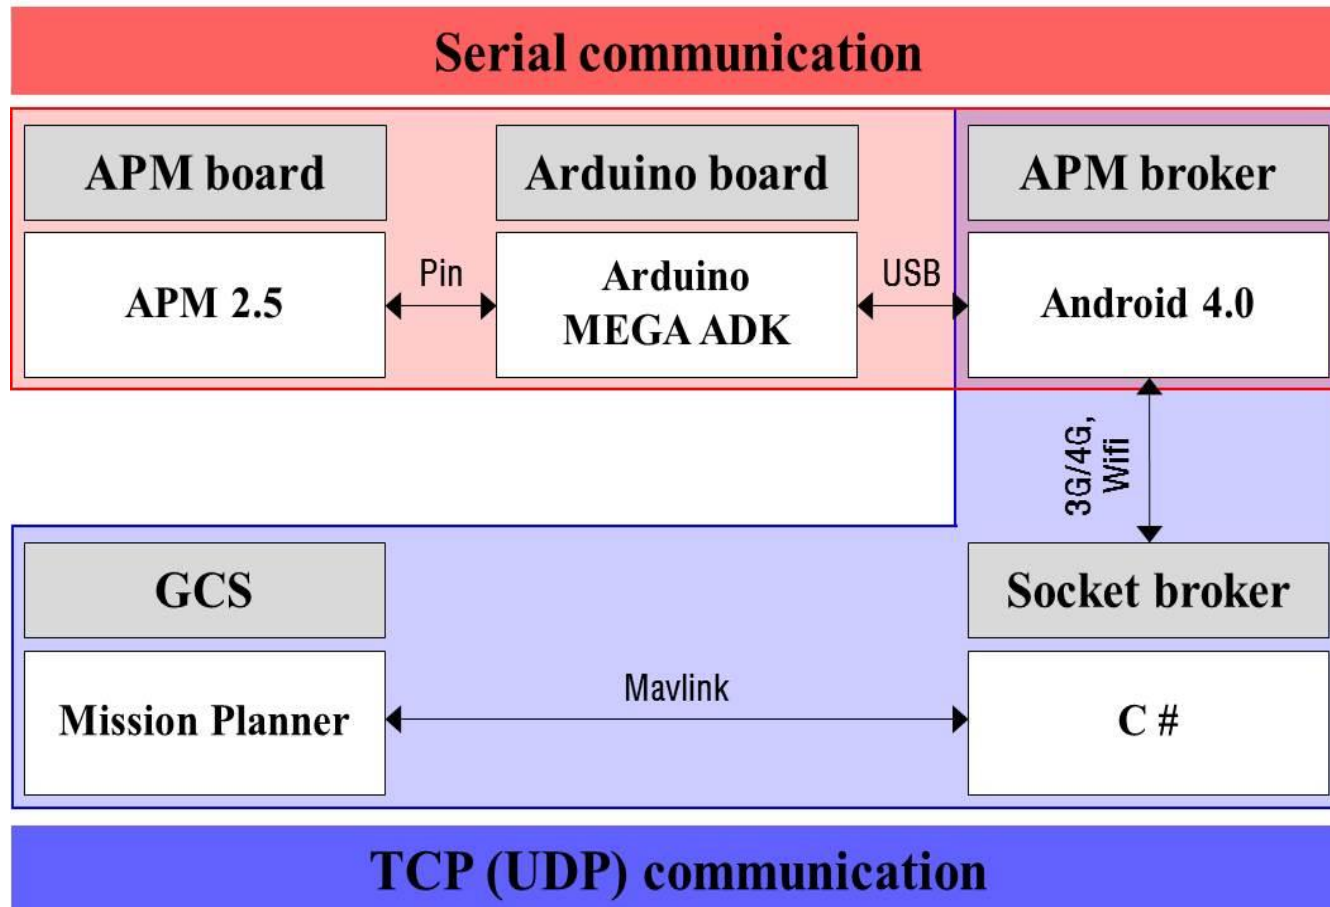 Serial communication
APM board
Arduino board
APM broker
APM 2.5
Pin
Arduino
MEGA ADK
USB
Android 4.0
3G/4G,
Wifi
GCS
Socket broker
Mission Planner
Mavlink
C #
TCP (UDP) communication